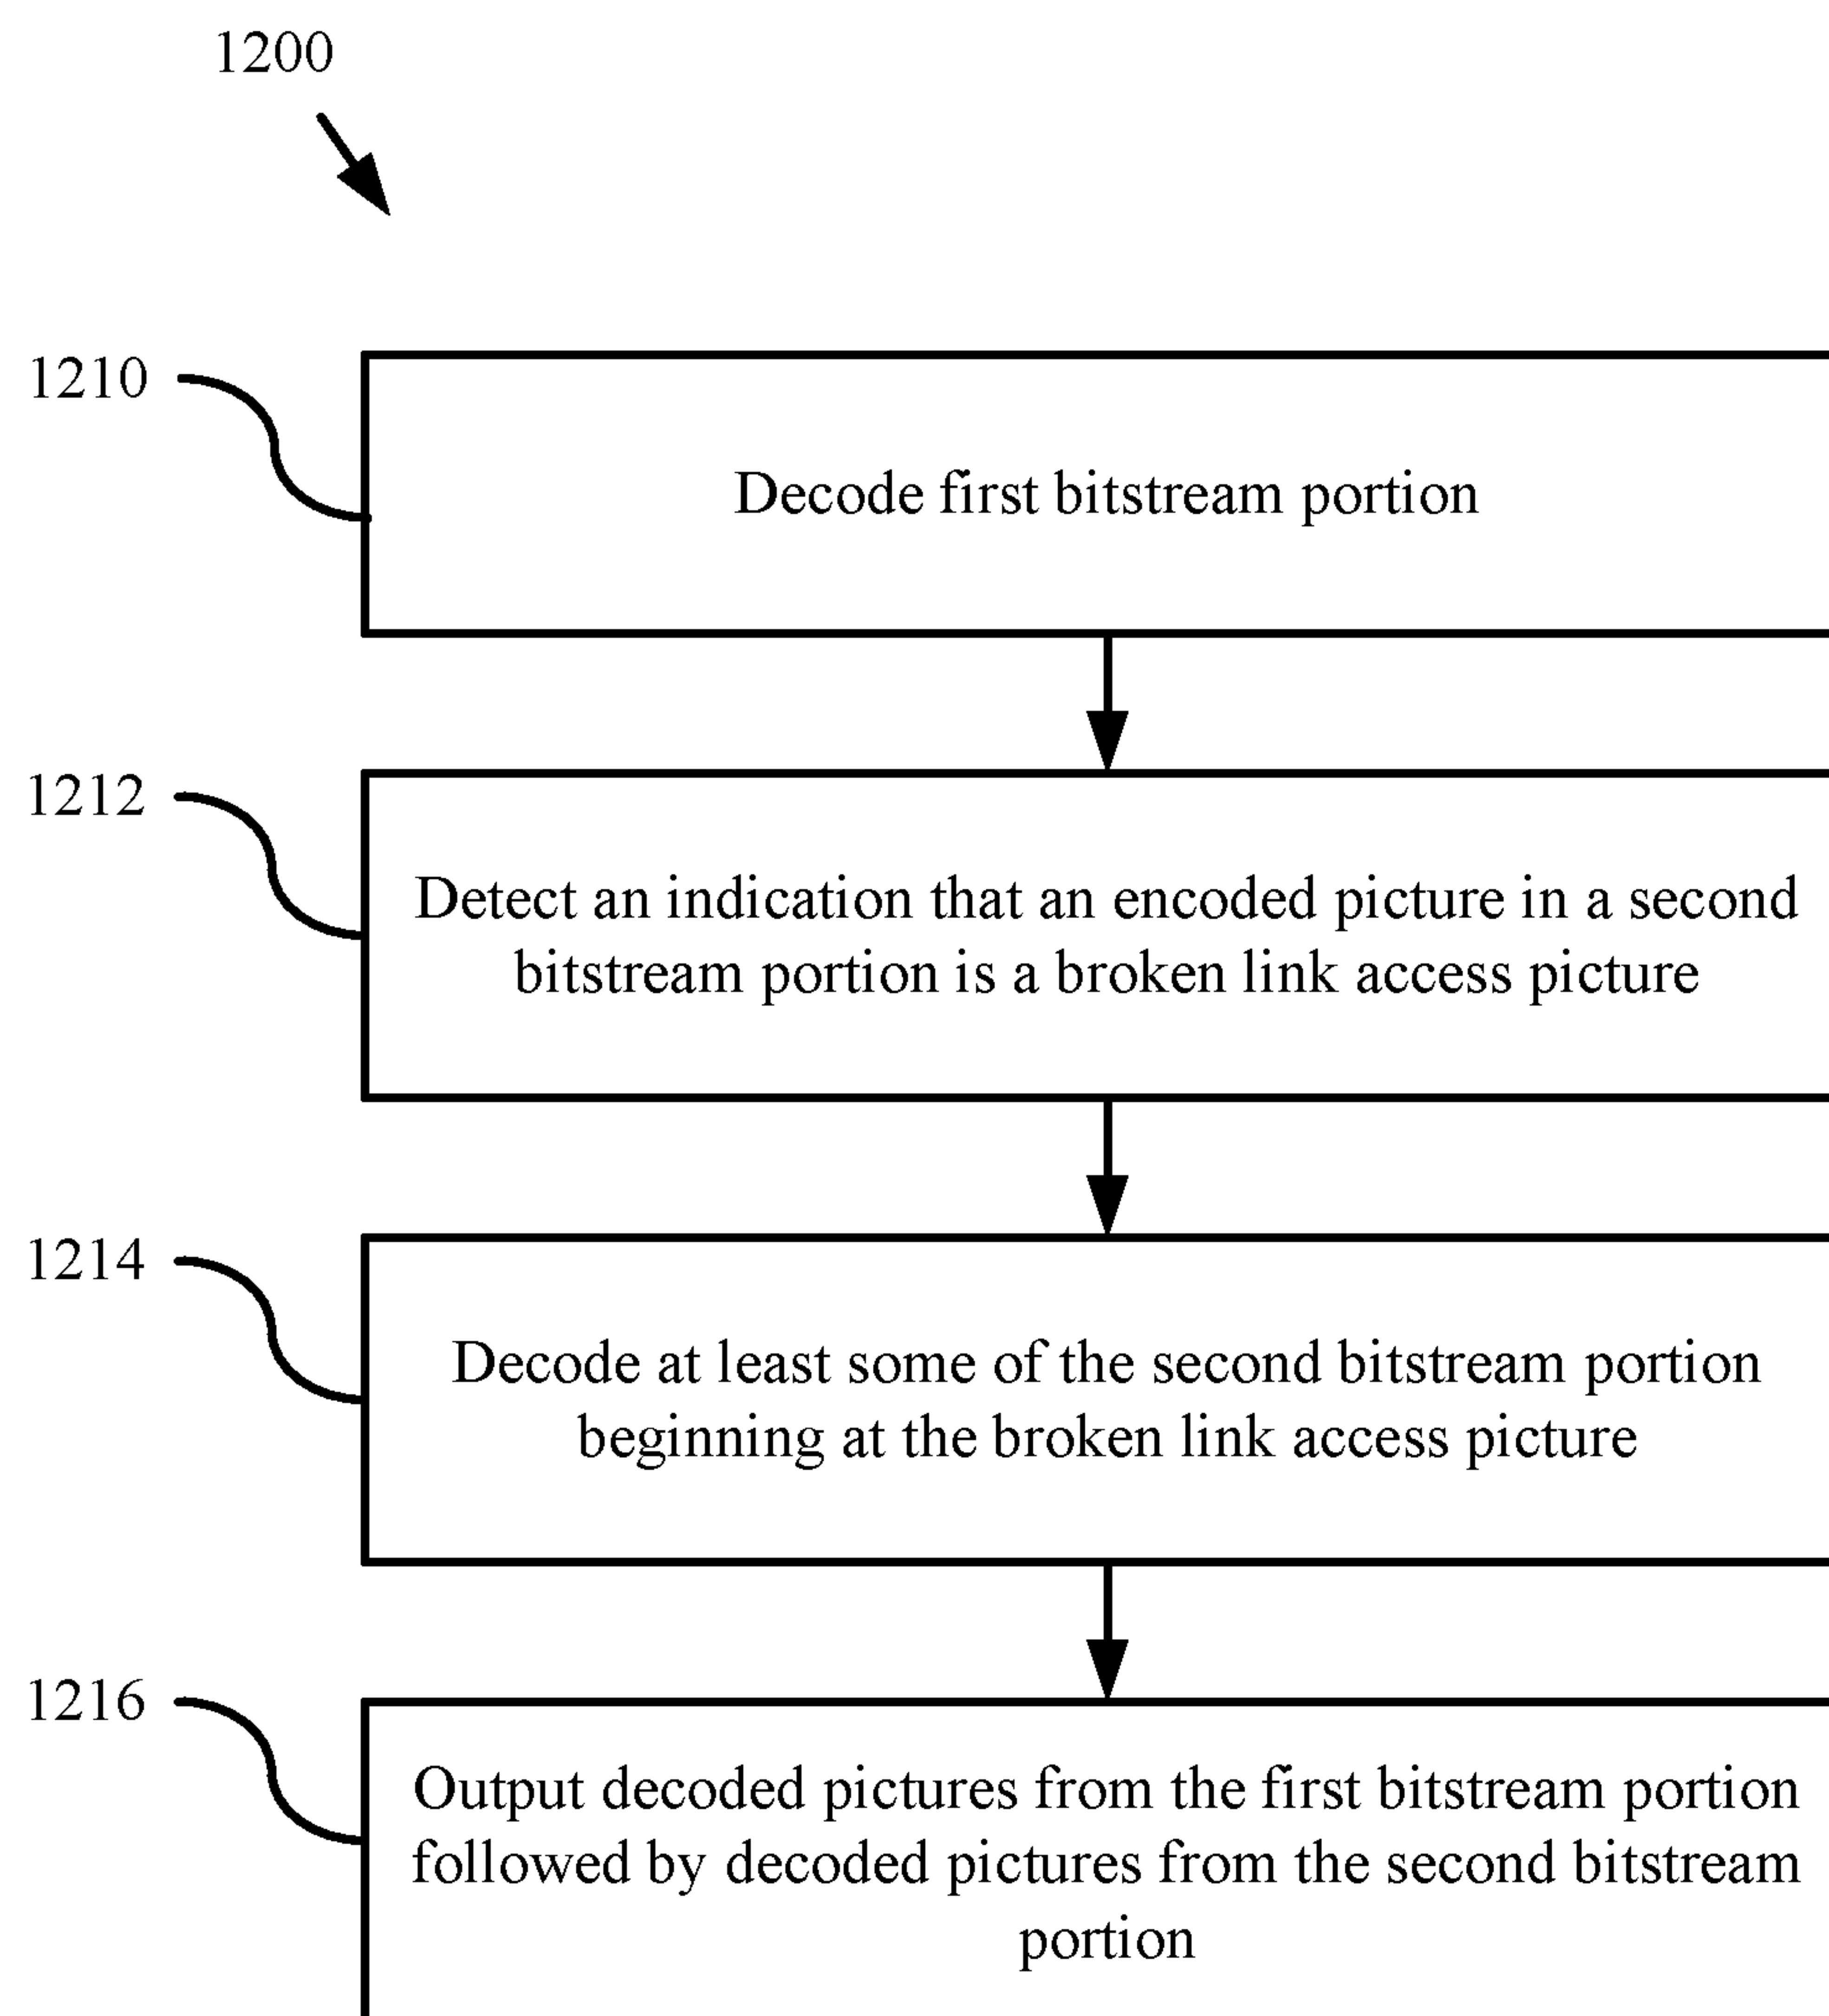 1200
1210
Decode first bitstream portion
1212
Detect an indication that an encoded picture in a second
bitstream portion is a broken link access picture
1214
Decode at least some of the second bitstream portion
beginning at the broken link access picture
1216
Output decoded pictures from the first bitstream portion
followed by decoded pictures from the second bitstream
portion